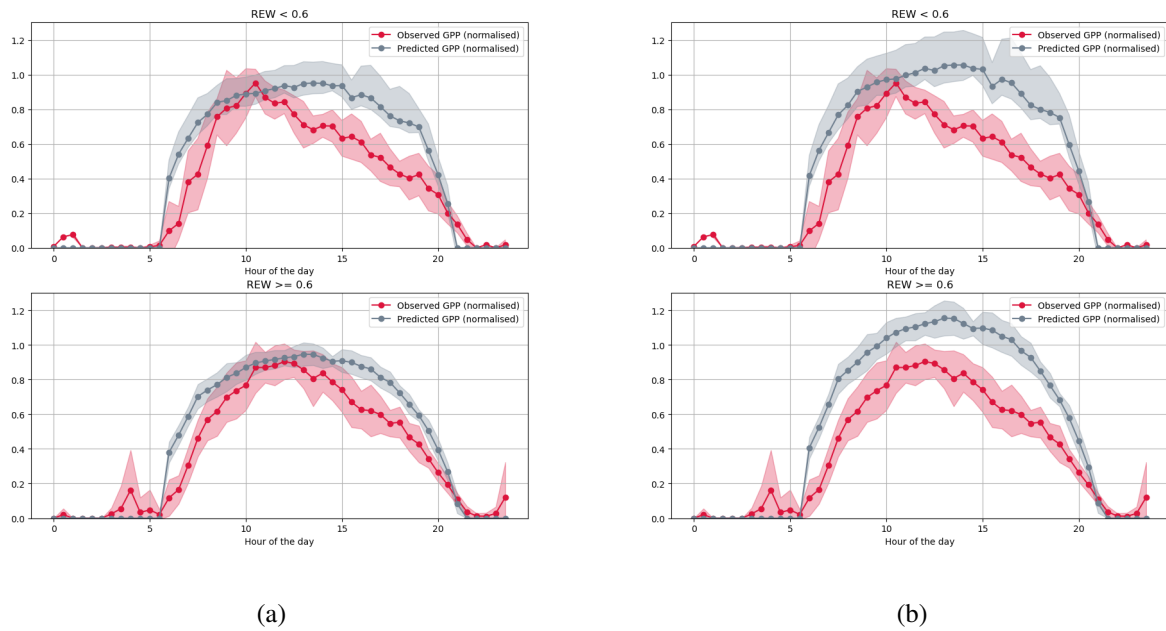 REW < 0.6
Observed GPP (normalised)
Predicted GPP (normalised)
1.2
1.0
0.8
0.6
0.4
0.2
0.0
0 5 10 15 20
Hour of the day
REW >= 0.6
Observed GPP (normalised)
Predicted GPP (normalised)
1.2
1.0
0.8
0.6
0.4
0.2
0.0
0 5 10 15 20
Hour of the day
(a)
REW < 0.6
Observed GPP (normalised)
Predicted GPP (normalised)
1.2
1.0
0.8
0.6
0.4
0.2
0.0
0 5 10 15 20
Hour of the day
REW >= 0.6
Observed GPP (normalised)
Predicted GPP (normalised)
1.2
1.0
0.8
0.6
0.4
0.2
0.0
0 5 10 15 20
Hour of the day
(b)